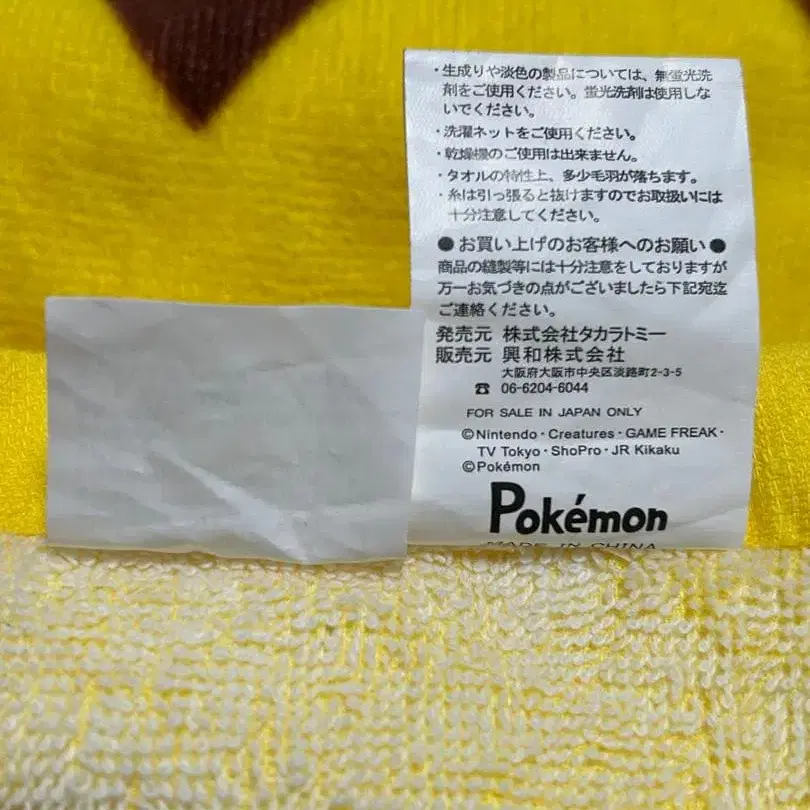 ・生成りや淡色の製品については、無蛍光洗
剤をご使用ください。蛍光洗剤は使用しな
いでください。
・洗濯ネットをご使用ください。
・乾燥機のご使用は出来ません。
・タオルの特性上、多少毛羽が落ちます。
・糸は引っ張ると抜けますのでお取扱いには
十分注意してください。
●お買い上げのお客様へのお願い●
商品の縫製等には十分注意をしておりますが
万一お気づきの点がございましたら下記宛迄
ご連絡ください。
発売元 株式会社タカラトミー
販売元 興和株式会社
大阪府大阪市中央区淡路町2-3-5
☎ 06-6204-6044
FOR SALE IN JAPAN ONLY
©Nintendo・Creatures・GAME FREAK・
TV Tokyo・ShoPro・JR Kikaku
©Pokémon
Pokémon
MADE IN CHINA